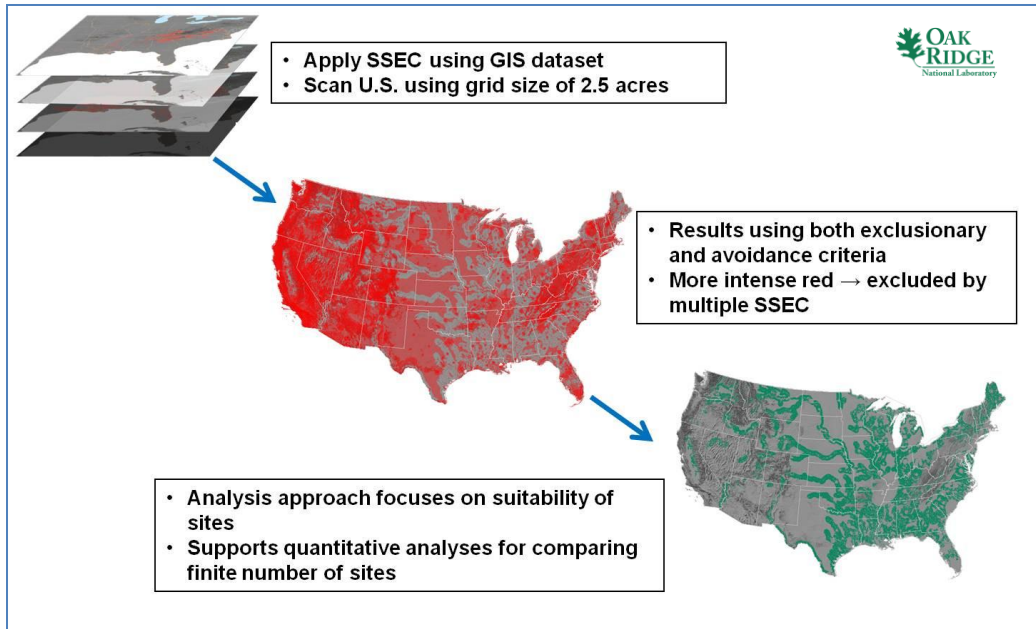 • Apply SSEC using GIS dataset
• Scan U.S. using grid size of 2.5 acres
OAK
RIDGE
National Laboratory
• Results using both exclusionary
and avoidance criteria
• More intense red → excluded by
multiple SSEC
• Analysis approach focuses on suitability of
sites
• Supports quantitative analyses for comparing
finite number of sites